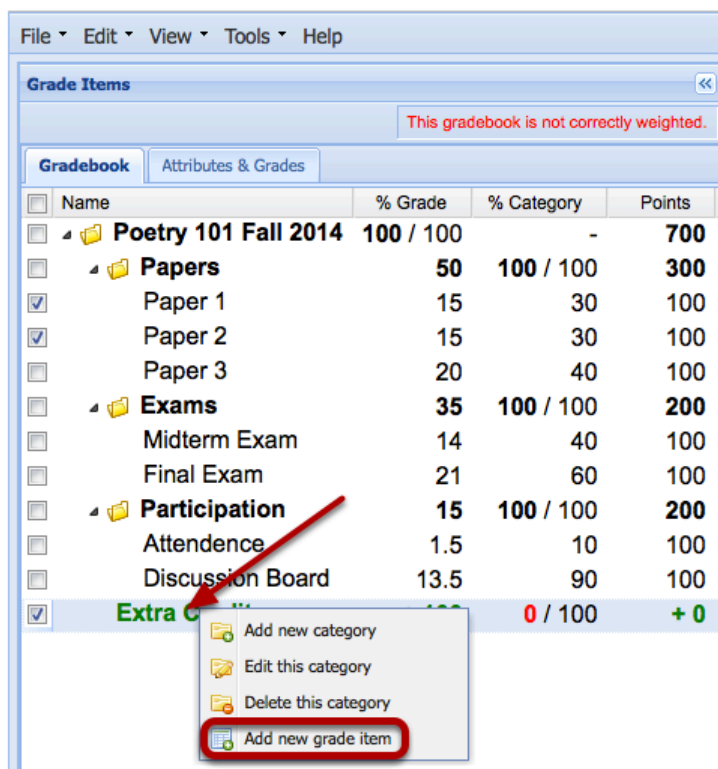 File Edit View Tools Help
Grade Items
This gradebook is not correctly weighted.
Gradebook Attributes & Grades
Name % Grade % Category Points
Poetry 101 Fall 2014 100 / 100 - 700
Papers 50 100 / 100 300
Paper 1 15 30 100
Paper 2 15 30 100
Paper 3 20 40 100
Exams 35 100 / 100 200
Midterm Exam 14 40 100
Final Exam 21 60 100
Participation 15 100 / 100 200
Attendence 1.5 10 100
Discussion Board 13.5 90 100
Extra 0 / 100 + 0
Add new category
Edit this category
Delete this category
Add new grade item